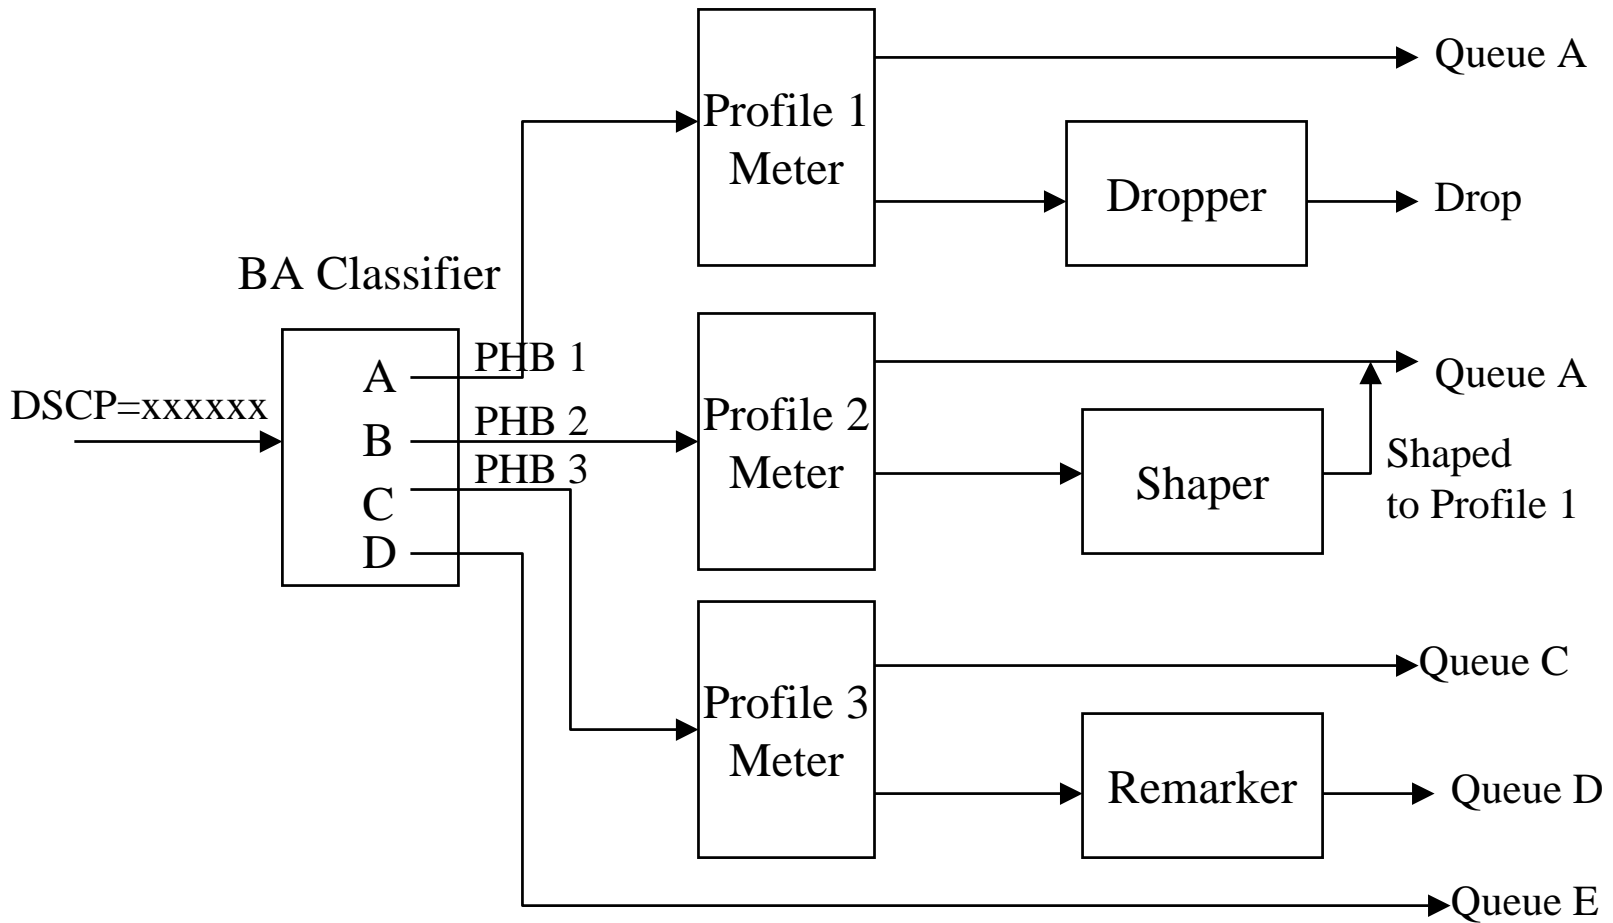 Queue A
Profile 1
Meter
Dropper
Drop
BA Classifier
PHB 1
A
DSCP=xxxxxx
PHB 2
B
PHB 3
C
D
Profile 2
Meter
Queue A
Shaper
Shaped
to Profile 1
Profile 3
Meter
Queue C
Remarker
Queue D
Queue E